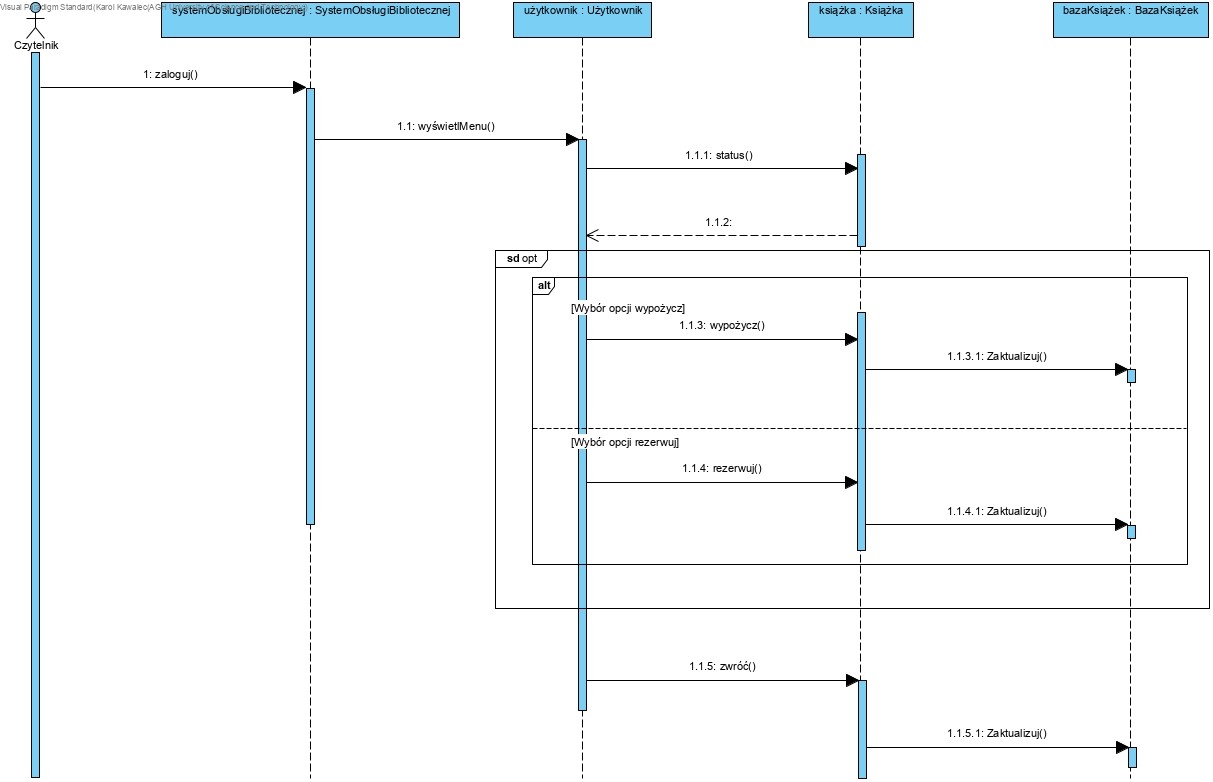 Visual Paradigm Standard(Karol Kawalec(AGH
systemObsługiBibliotecznej : SystemObsługiBibliotecznej
użytkownik : Użytkownik
książka : Książka
bazaKsiążek : BazaKsiążek
Czytelnik
1: zaloguj()
1.1: wyświetlMenu()
1.1.1: status()
1.1.2:
sd opt
alt
[Wybór opcji wypożycz]
1.1.3: wypożycz()
1.1.3.1: Zaktualizuj()
[Wybór opcji rezerwuj]
1.1.4: rezerwuj()
1.1.4.1: Zaktualizuj()
1.1.5: zwróć()
1.1.5.1: Zaktualizuj()